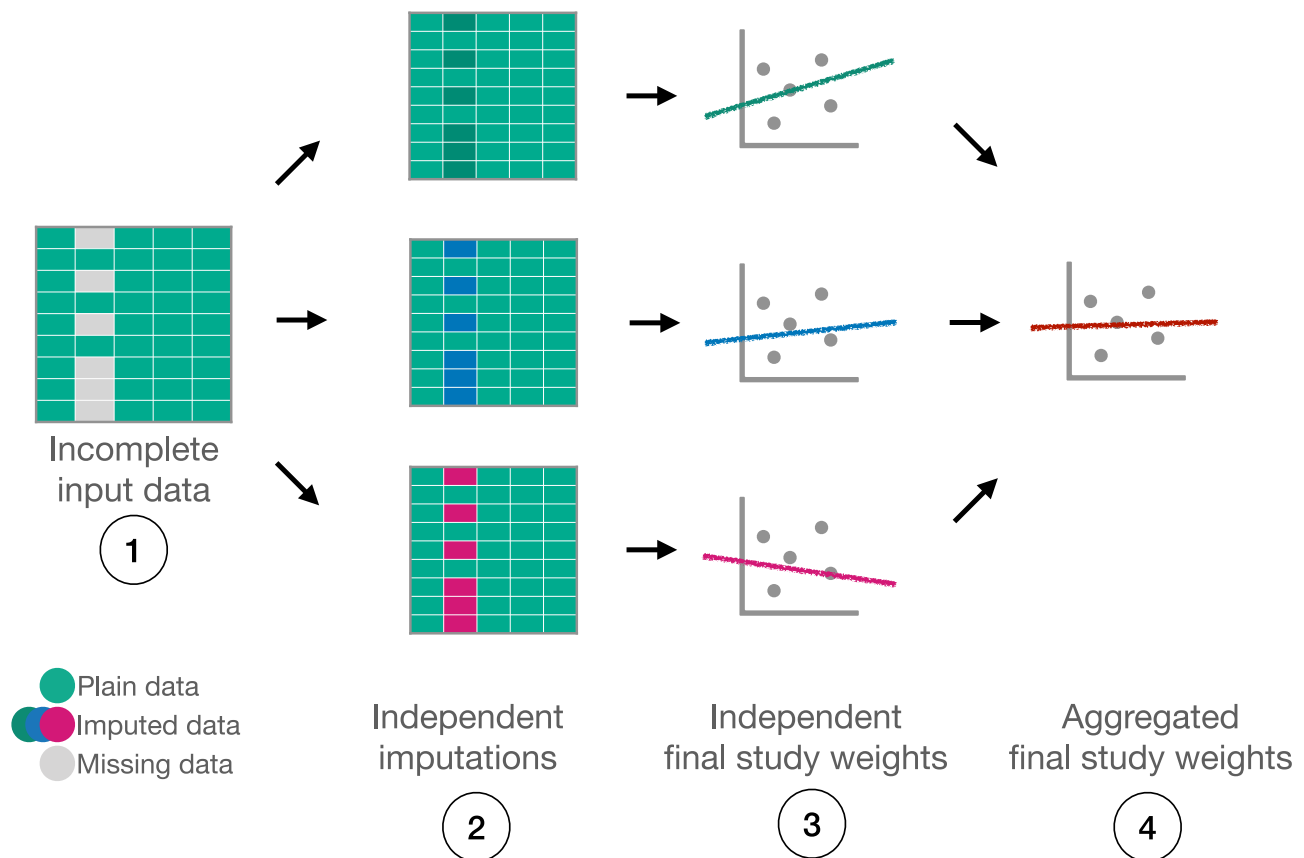 Incomplete
input data
1
Plain data
Imputed data
Missing data
Independent
imputations
2
Independent
final study weights
3
Aggregated
final study weights
4